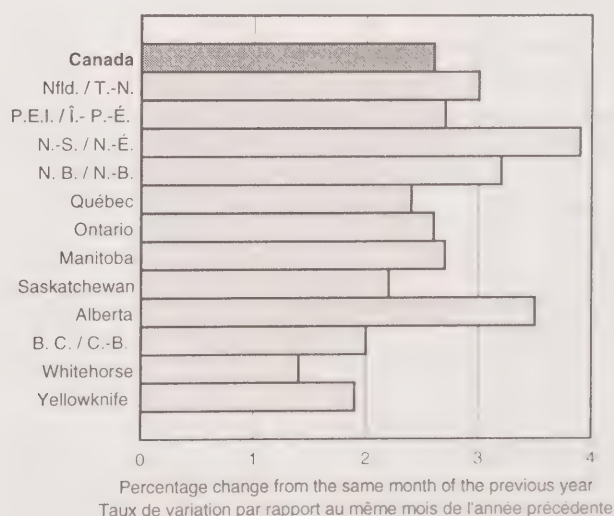 Canada
Nfld. / T.-N.
P.E.I. / Î.- P.-É.
N.-S. / N.-É.
N. B. / N.-B.
Québec
Ontario
Manitoba
Saskatchewan
Alberta
B. C. / C.-B.
Whitehorse
Yellowknife
0 1 2 3 4
Percentage change from the same month of the previous year
Taux de variation par rapport au même mois de l'année précédente